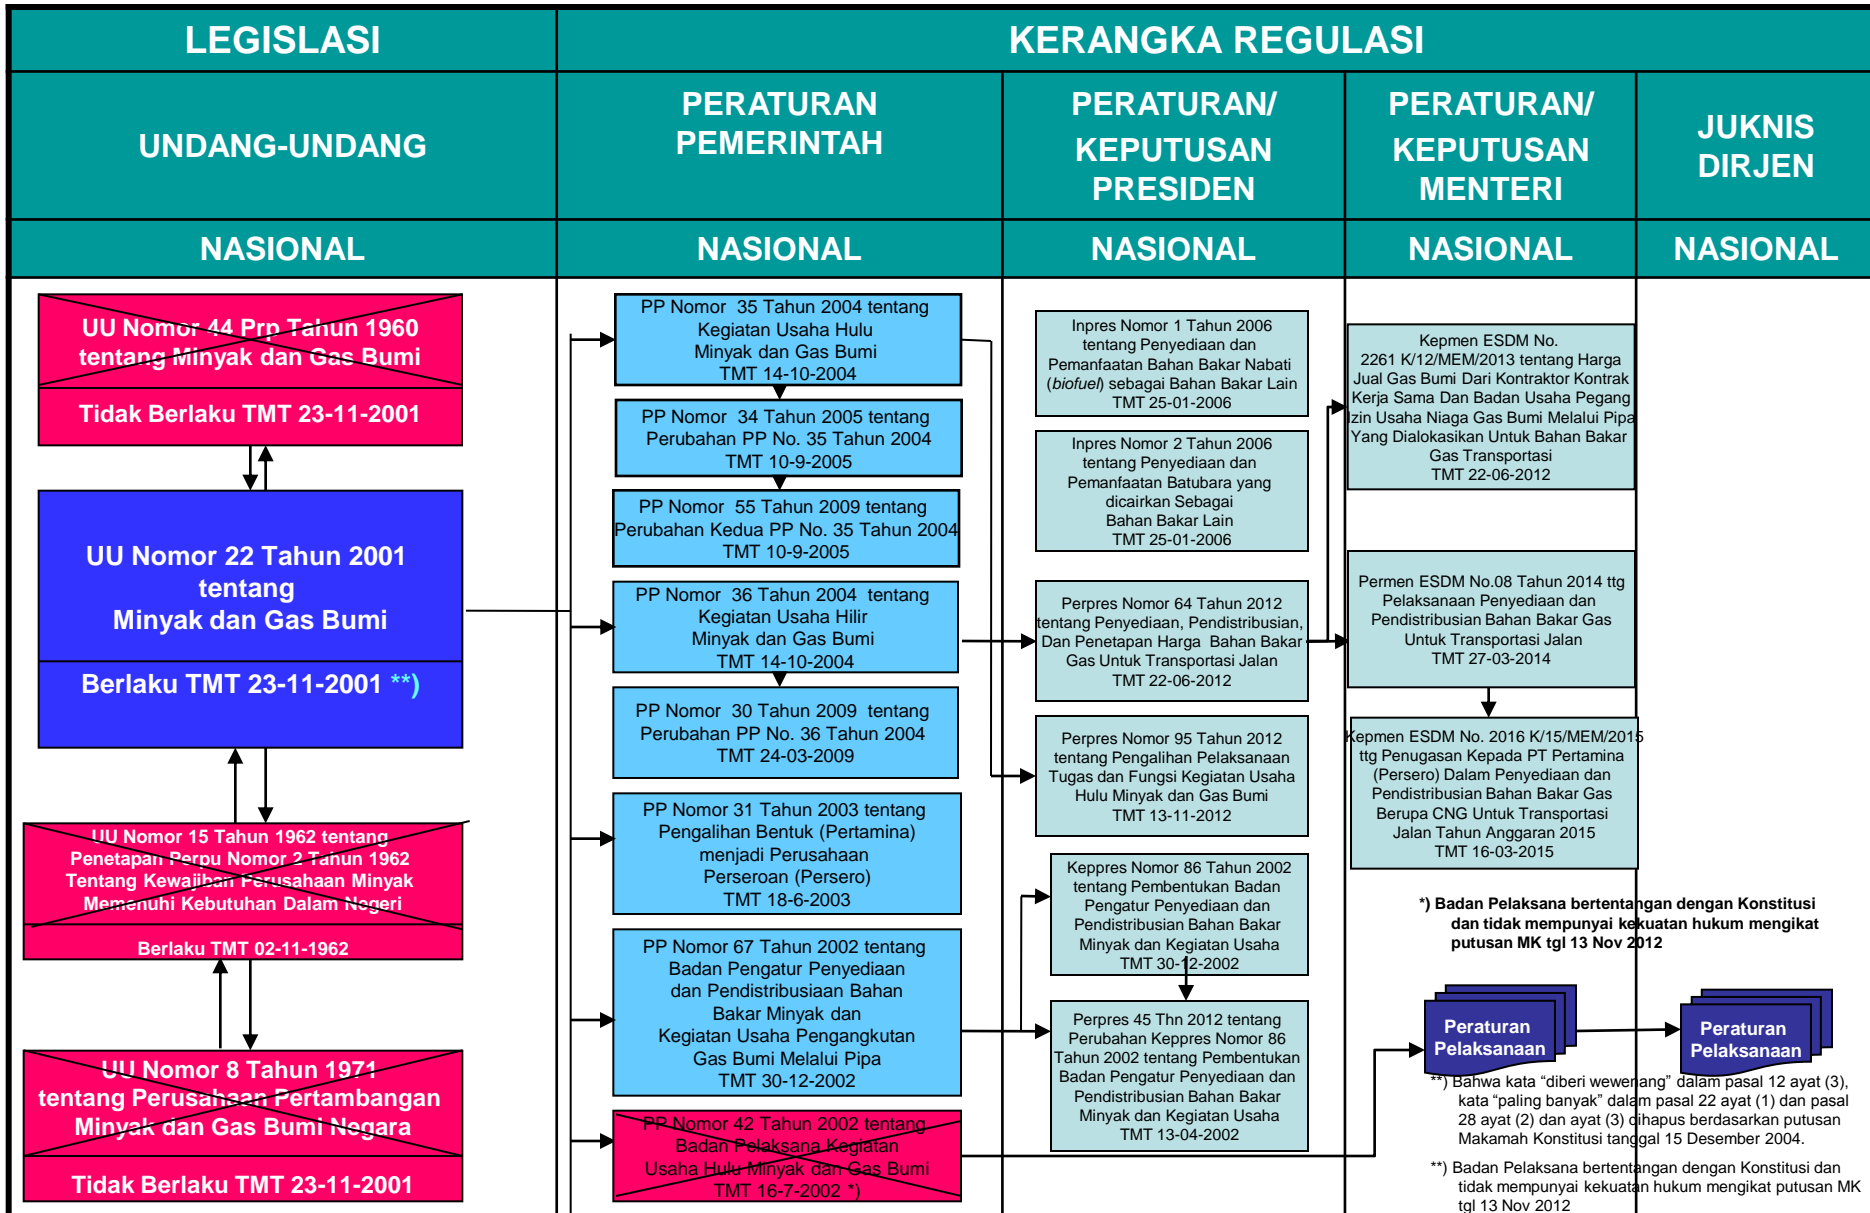 LEGISLASI
KERANGKA REGULASI
UNDANG-UNDANG
PERATURAN
PEMERINTAH
PERATURAN/
KEPUTUSAN
PRESIDEN
PERATURAN/
KEPUTUSAN
MENTERI
JUKNIS
DIRJEN
NASIONAL
NASIONAL
NASIONAL
NASIONAL
NASIONAL
UU Nomor 44 Prp Tahun 1960
tentang Minyak dan Gas Bumi
Tidak Berlaku TMT 23-11-2001
UU Nomor 22 Tahun 2001
tentang
Minyak dan Gas Bumi
Berlaku TMT 23-11-2001 **)
UU Nomor 15 Tahun 1962 tentang
Penetapan Perpu Nomor 2 Tahun 1962
Tentang Kewajiban Perusahaan Minyak
Memenuhi Kebutuhan Dalam Negeri
Berlaku TMT 02-11-1962
UU Nomor 8 Tahun 1971
tentang Perusahaan Pertambangan
Minyak dan Gas Bumi Negara
Tidak Berlaku TMT 23-11-2001
PP Nomor 35 Tahun 2004 tentang
Kegiatan Usaha Hulu
Minyak dan Gas Bumi
TMT 14-10-2004
PP Nomor 34 Tahun 2005 tentang
Perubahan PP No. 35 Tahun 2004
TMT 10-9-2005
PP Nomor 55 Tahun 2009 tentang
Perubahan Kedua PP No. 35 Tahun 2004
TMT 10-9-2005
PP Nomor 36 Tahun 2004 tentang
Kegiatan Usaha Hilir
Minyak dan Gas Bumi
TMT 14-10-2004
PP Nomor 30 Tahun 2009 tentang
Perubahan PP No. 36 Tahun 2004
TMT 24-03-2009
PP Nomor 31 Tahun 2003 tentang
Pengalihan Bentuk (Pertamina)
menjadi Perusahaan
Perseroan (Persero)
TMT 18-6-2003
PP Nomor 67 Tahun 2002 tentang
Badan Pengatur Penyediaan
dan Pendistribusiaan Bahan
Bakar Minyak dan
Kegiatan Usaha Pengangkutan
Gas Bumi Melalui Pipa
TMT 30-12-2002
PP Nomor 42 Tahun 2002 tentang
Badan Pelaksana Kegiatan
Usaha Hulu Minyak dan Gas Bumi
TMT 16-7-2002 *)
Inpres Nomor 1 Tahun 2006
tentang Penyediaan dan
Pemanfaatan Bahan Bakar Nabati
(biofuel) sebagai Bahan Bakar Lain
TMT 25-01-2006
Inpres Nomor 2 Tahun 2006
tentang Penyediaan dan
Pemanfaatan Batubara yang
dicairkan Sebagai
Bahan Bakar Lain
TMT 25-01-2006
Perpres Nomor 64 Tahun 2012
tentang Penyediaan, Pendistribusian,
Dan Penetapan Harga Bahan Bakar
Gas Untuk Transportasi Jalan
TMT 22-06-2012
Perpres Nomor 95 Tahun 2012
tentang Pengalihan Pelaksanaan
Tugas dan Fungsi Kegiatan Usaha
Hulu Minyak dan Gas Bumi
TMT 13-11-2012
Keppres Nomor 86 Tahun 2002
tentang Pembentukan Badan
Pengatur Penyediaan dan
Pendistribusian Bahan Bakar
Minyak dan Kegiatan Usaha
TMT 30-12-2002
Perpres 45 Thn 2012 tentang
Perubahan Keppres Nomor 86
Tahun 2002 tentang Pembentukan
Badan Pengatur Penyediaan dan
Pendistribusian Bahan Bakar
Minyak dan Kegiatan Usaha
TMT 13-04-2002
Kepmen ESDM No.
2261 K/12/MEM/2013 tentang Harga
Jual Gas Bumi Dari Kontraktor Kontrak
Kerja Sama Dan Badan Usaha Pegang
Izin Usaha Niaga Gas Bumi Melalui Pipa
Yang Dialokasikan Untuk Bahan Bakar
Gas Transportasi
TMT 22-06-2012
Permen ESDM No.08 Tahun 2014 ttg
Pelaksanaan Penyediaan dan
Pendistribusian Bahan Bakar Gas
Untuk Transportasi Jalan
TMT 27-03-2014
Kepmen ESDM No. 2016 K/15/MEM/2015
ttg Penugasan Kepada PT Pertamina
(Persero) Dalam Penyediaan dan
Pendistribusian Bahan Bakar Gas
Berupa CNG Untuk Transportasi
Jalan Tahun Anggaran 2015
TMT 16-03-2015
*) Badan Pelaksana bertentangan dengan Konstitusi
dan tidak mempunyai kekuatan hukum mengikat
putusan MK tgl 13 Nov 2012
Peraturan
Pelaksanaan
Peraturan
Pelaksanaan
**) Bahwa kata “diberi wewenang” dalam pasal 12 ayat (3),
kata “paling banyak” dalam pasal 22 ayat (1) dan pasal
28 ayat (2) dan ayat (3) dihapus berdasarkan putusan
Makamah Konstitusi tanggal 15 Desember 2004.
**) Badan Pelaksana bertentangan dengan Konstitusi dan
tidak mempunyai kekuatan hukum mengikat putusan MK
tgl 13 Nov 2012